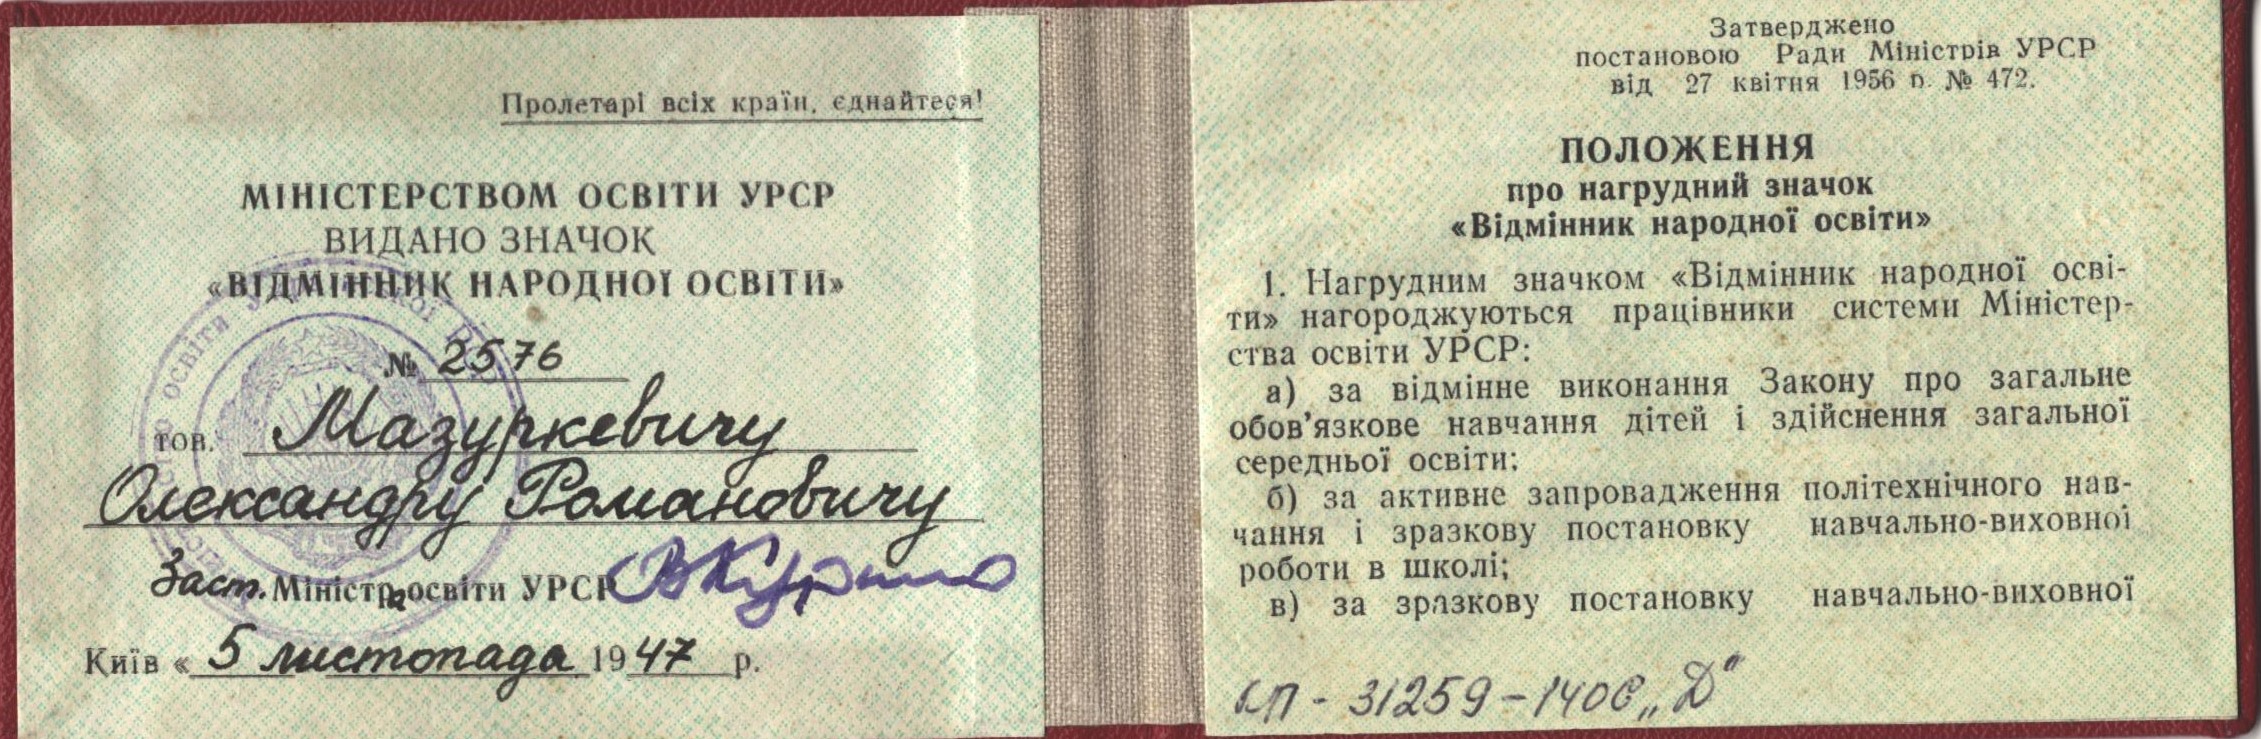 Пролетарі всіх країн, єднайтеся!
МІНІСТЕРСТВОМ ОСВІТИ УРСР
ВИДАНО ЗНАЧОК
«ВІДМІННИК НАРОДНОЇ ОСВІТИ»
№ 2576
тов. Мазуркевичу
Олександру Романовичу
Заст. Міністра освіти УРСР
Київ « 5 листопада 1947 р.
Затверджено
постановою Ради Міністрів УРСР
від 27 квітня 1956 р. № 472.
ПОЛОЖЕННЯ
про нагрудний значок
«Відмінник народної освіти»
1. Нагрудним значком «Відмінник народної осві-
ти» нагороджуються працівники системи Міністер-
ства освіти УРСР:
а) за відмінне виконання Закону про загальне
обов'язкове навчання дітей і здійснення загальної
середньої освіти;
б) за активне запровадження політехнічного нав-
чання і зразкову постановку навчально-виховної
роботи в школі;
в) за зразкову постановку навчально-виховної
КП - 31259 - 1406 „Д"